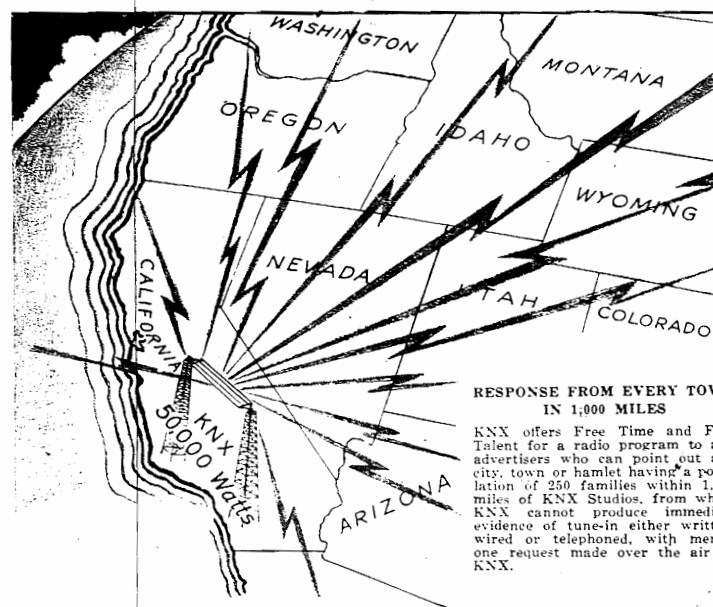 WASHINGTON
MONTANA
OREGON
IDAHO
WYOMING
NEVADA
UTAH
COLORADO
CALIFORNIA
KNX
50,000 Watts
ARIZONA
RESPONSE FROM EVERY TOW
IN 1;000 MILES
KNX offers Free Time and F
Talent for a radio program to a
advertisers who can point out a
city, town or hamlet having a po
lation of 250 families within 1,
miles of KNX Studios, from wh
KNX cannot produce immedi
evidence of tune-in either writt
wired or telephoned, with mer
one request made over the air
KNX.